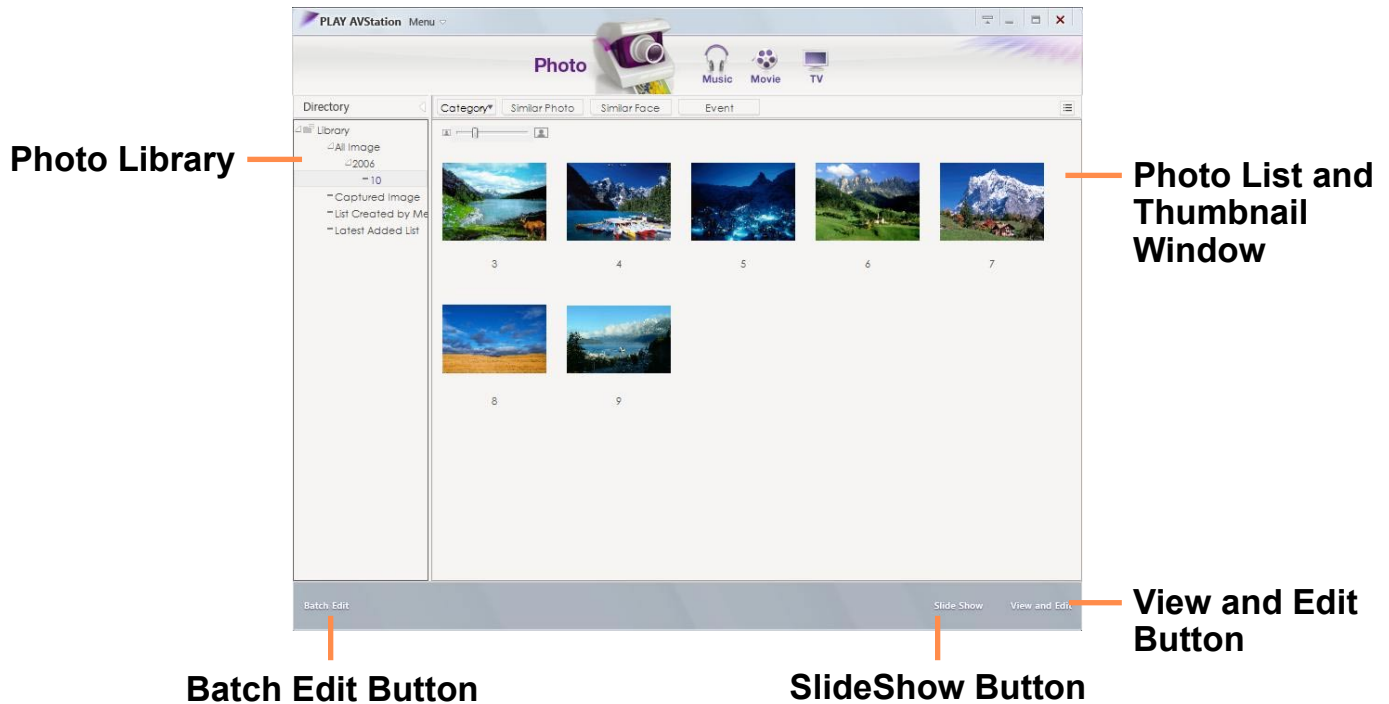 PLAY AVStation Menu
Photo
Music
Movie
TV
Directory
Category
Similar Photo
Similar Face
Event
Library
All Image
2006
10
Captured Image
List Created by Me
Latest Added List
3
4
5
6
7
8
9
Batch Edit
Slide Show
View and Edit
Photo Library
Photo List and
Thumbnail
Window
View and Edit
Button
Batch Edit Button
SlideShow Button